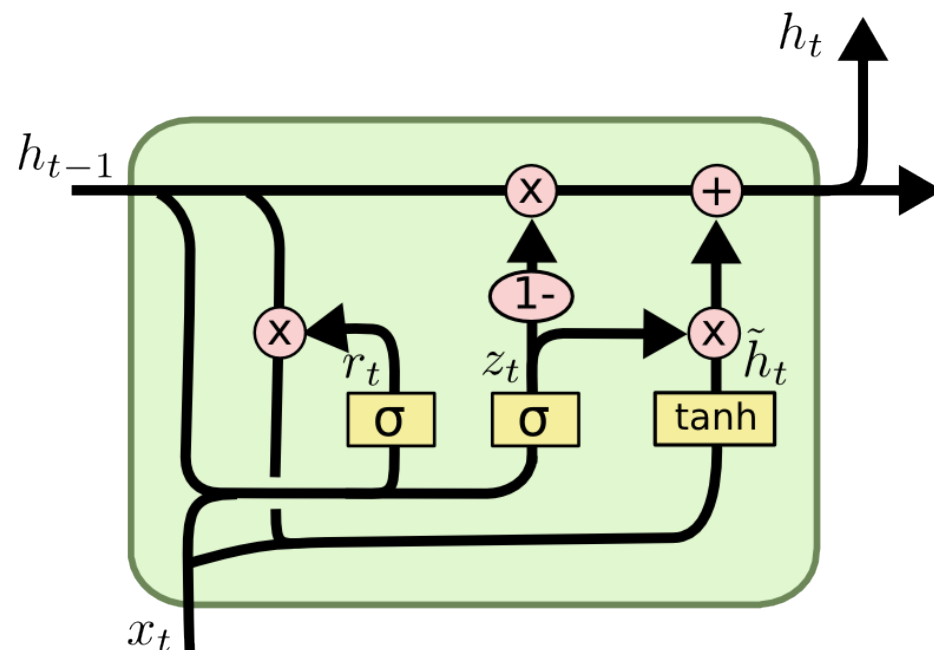 h_t
h_{t−1}
x
+
1-
x
r_t
z_t
x
h̃_t
σ
σ
tanh
x_t